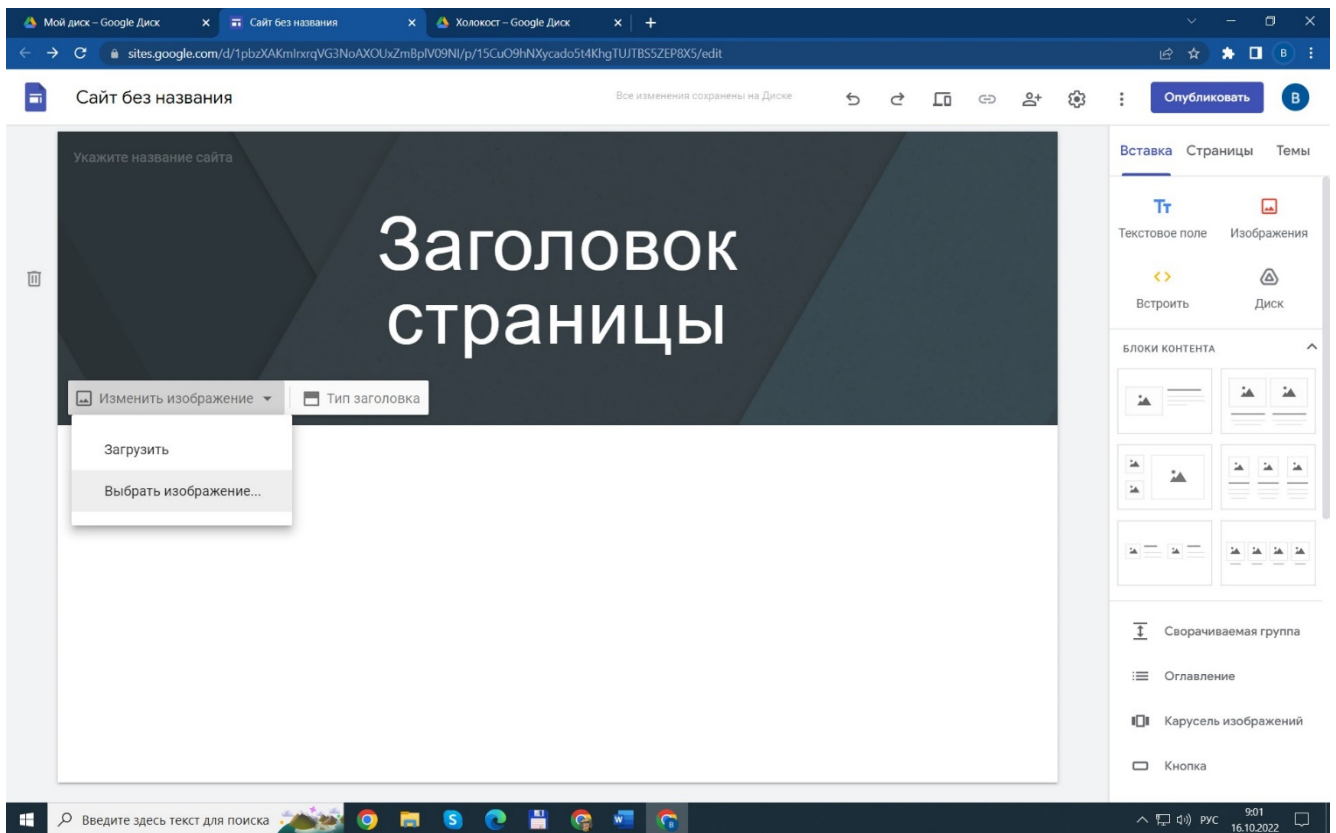 Мой диск – Google Диск
Сайт без названия
Холокост – Google Диск
sites.google.com/d/1pbzXAKmIrxrqVG3NoAXOUxZmBplV09NI/p/15CuO9hNXycado5t4KhgTUJTBS5ZEP8X5/edit
В
Сайт без названия
Все изменения сохранены на Диске
Опубликовать
В
Укажите название сайта
Заголовок
страницы
Изменить изображение
Тип заголовка
Загрузить
Выбрать изображение...
Вставка Страницы Темы
Текстовое поле Изображения
Встроить Диск
БЛОКИ КОНТЕНТА
Сворачиваемая группа
Оглавление
Карусель изображений
Кнопка
Введите здесь текст для поиска
РУС
9:01
16.10.2022